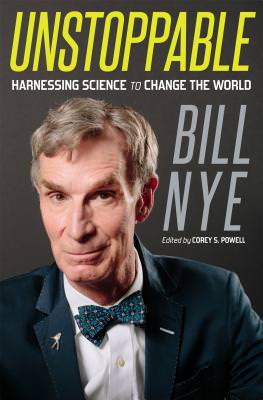 UNSTOPPABLE
HARNESSING SCIENCE TO CHANGE THE WORLD
BILL
NYE
Edited by COREY S. POWELL